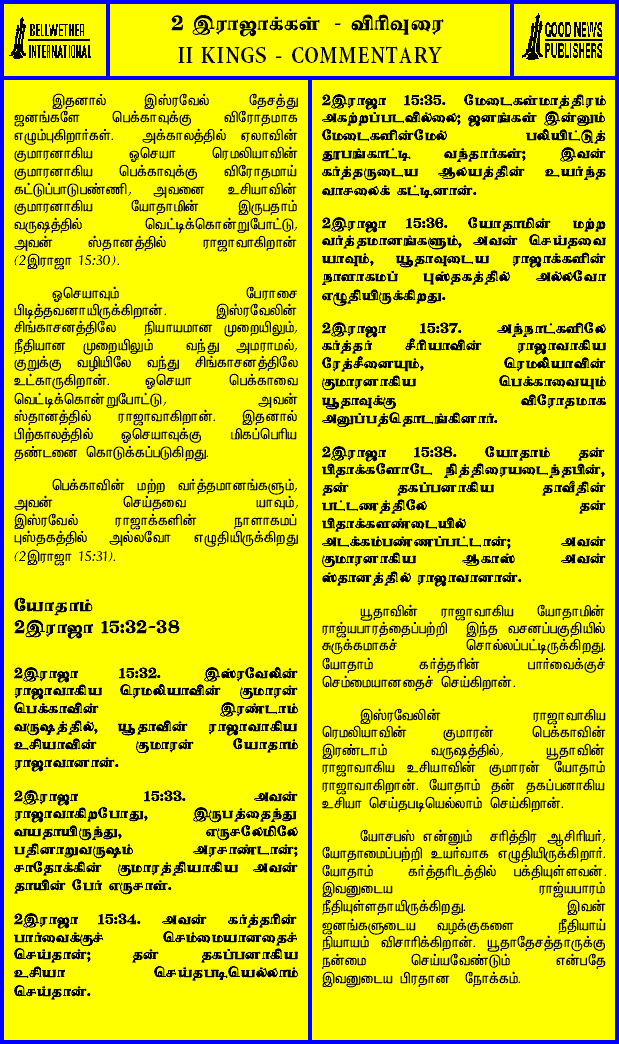 BELLWETHER
INTERNATIONAL
2 இராஜாக்கள் - விரிவுரை
II KINGS - COMMENTARY
GOOD NEWS
PUBLISHERS
இதனால் இஸ்ரவேல் தேசத்து
ஜனங்களே பெக்காவுக்கு விரோதமாக
எழும்புகிறார்கள். அக்காலத்தில் ஏலாவின்
குமாரனாகிய ஒசெயா ரெமலியாவின்
குமாரனாகிய பெக்காவுக்கு விரோதமாய்
கட்டுப்பாடுபண்ணி, அவனை உசியாவின்
குமாரனாகிய யோதாமின் இருபதாம்
வருஷத்தில் வெட்டிக்கொன்றுபோட்டு,
அவன் ஸ்தானத்தில் ராஜாவாகிறான்
(2இராஜா 15:30).
ஒசெயாவும் பேராசை
பிடித்தவனாயிருக்கிறான். இஸ்ரவேலின்
சிங்காசனத்திலே நியாயமான முறையிலும்,
நீதியான முறையிலும் வந்து அமராமல்,
குறுக்கு வழியிலே வந்து சிங்காசனத்திலே
உட்காருகிறான். ஒசெயா பெக்காவை
வெட்டிக்கொன்றுபோட்டு, அவன்
ஸ்தானத்தில் ராஜாவாகிறான். இதனால்
பிற்காலத்தில் ஒசெயாவுக்கு மிகப்பெரிய
தண்டனை கொடுக்கப்படுகிறது.
பெக்காவின் மற்ற வர்த்தமானங்களும்,
அவன் செய்தவை யாவும்,
இஸ்ரவேல் ராஜாக்களின் நாளாகமப்
புஸ்தகத்தில் அல்லவோ எழுதியிருக்கிறது
(2இராஜா 15:31).
யோதாம்
2இராஜா 15:32-38
2இராஜா 15:32. இஸ்ரவேலின்
ராஜாவாகிய ரெமலியாவின் குமாரன்
பெக்காவின் இரண்டாம்
வருஷத்தில், யூதாவின் ராஜாவாகிய
உசியாவின் குமாரன் யோதாம்
ராஜாவானான்.
2இராஜா 15:33. அவன்
ராஜாவாகிறபோது, இருபத்தைந்து
வயதாயிருந்து, எருசலேமிலே
பதினாறுவருஷம் அரசாண்டான்;
சாதோக்கின் குமாரத்தியாகிய அவன்
தாயின் பேர் எருசாள்.
2இராஜா 15:34. அவன் கர்த்தரின்
பார்வைக்குச் செம்மையானதைச்
செய்தான்; தன் தகப்பனாகிய
உசியா செய்தபடியெல்லாம்
செய்தான்.
2இராஜா 15:35. மேடைகள்மாத்திரம்
அகற்றப்படவில்லை; ஜனங்கள் இன்னும்
மேடைகளின்மேல் பலியிட்டுத்
தூபங்காட்டி வந்தார்கள்; இவன்
கர்த்தருடைய ஆலயத்தின் உயர்ந்த
வாசலைக் கட்டினான்.
2இராஜா 15:36. யோதாமின் மற்ற
வர்த்தமானங்களும், அவன் செய்தவை
யாவும், யூதாவுடைய ராஜாக்களின்
நாளாகமப் புஸ்தகத்தில் அல்லவோ
எழுதியிருக்கிறது.
2இராஜா 15:37. அந்நாட்களிலே
கர்த்தர் சீரியாவின் ராஜாவாகிய
ரேத்சீனையும், ரெமலியாவின்
குமாரனாகிய பெக்காவையும்
யூதாவுக்கு விரோதமாக
அனுப்பத்தொடங்கினார்.
2இராஜா 15:38. யோதாம் தன்
பிதாக்களோடே நித்திரையடைந்தபின்,
தன் தகப்பனாகிய தாவீதின்
பட்டணத்திலே தன்
பிதாக்களண்டையில்
அடக்கம்பண்ணப்பட்டான்; அவன்
குமாரனாகிய ஆகாஸ் அவன்
ஸ்தானத்தில் ராஜாவானான்.
யூதாவின் ராஜாவாகிய யோதாமின்
ராஜ்யபாரத்தைப்பற்றி இந்த வசனப்பகுதியில்
சுருக்கமாகச் சொல்லப்பட்டிருக்கிறது.
யோதாம் கர்த்தரின் பார்வைக்குச்
செம்மையானதைச் செய்கிறான்.
இஸ்ரவேலின் ராஜாவாகிய
ரெமலியாவின் குமாரன் பெக்காவின்
இரண்டாம் வருஷத்தில், யூதாவின்
ராஜாவாகிய உசியாவின் குமாரன் யோதாம்
ராஜாவாகிறான். யோதாம் தன் தகப்பனாகிய
உசியா செய்தபடியெல்லாம் செய்கிறான்.
யோசபஸ் என்னும் சரித்திர ஆசிரியர்,
யோதாமைப்பற்றி உயர்வாக எழுதியிருக்கிறார்.
யோதாம் கர்த்தரிடத்தில் பக்தியுள்ளவன்.
இவனுடைய ராஜ்யபாரம்
நீதியுள்ளதாயிருக்கிறது. இவன்
ஜனங்களுடைய வழக்குகளை நீதியாய்
நியாயம் விசாரிக்கிறான். யூதாதேசத்தாருக்கு
நன்மை செய்யவேண்டும் என்பதே
இவனுடைய பிரதான நோக்கம்.